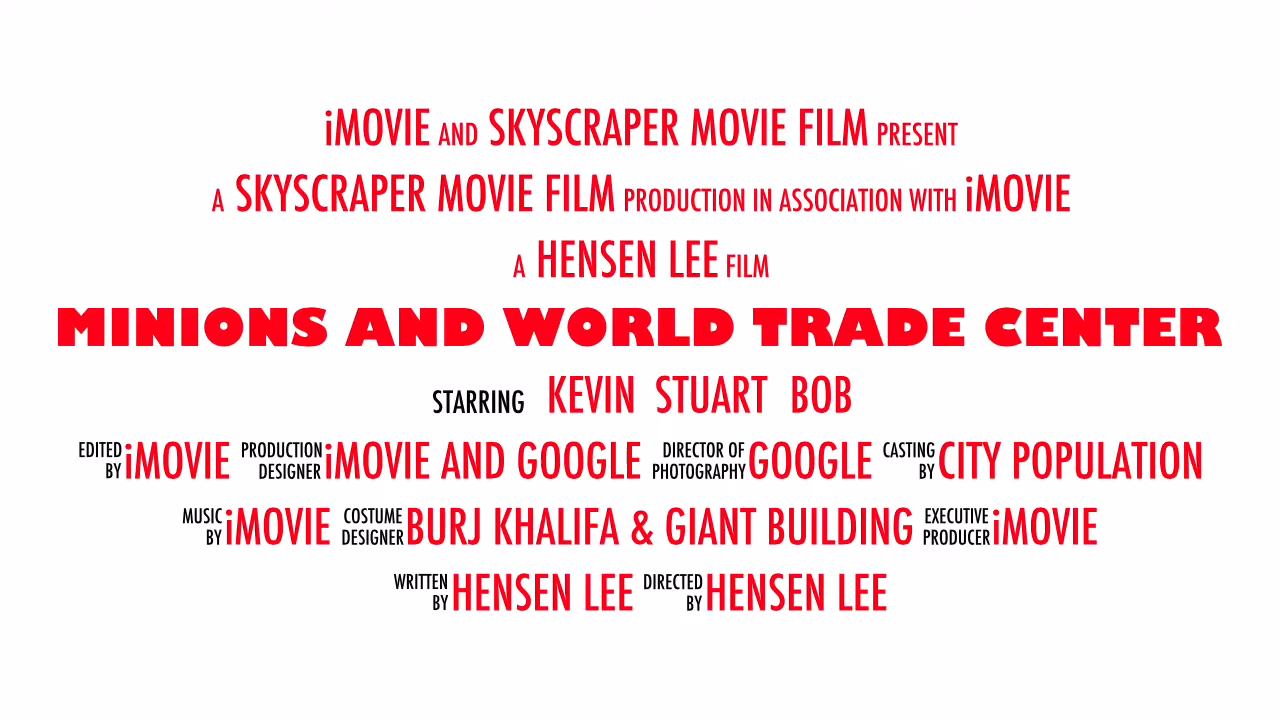 iMOVIE AND SKYSCRAPER MOVIE FILM PRESENT
A SKYSCRAPER MOVIE FILM PRODUCTION IN ASSOCIATION WITH iMOVIE
A HENSEN LEE FILM
MINIONS AND WORLD TRADE CENTER
STARRING KEVIN STUART BOB
EDITED BY iMOVIE PRODUCTION DESIGNER iMOVIE AND GOOGLE DIRECTOR OF PHOTOGRAPHY GOOGLE CASTING BY CITY POPULATION
MUSIC BY iMOVIE COSTUME DESIGNER BURJ KHALIFA & GIANT BUILDING EXECUTIVE PRODUCER iMOVIE
WRITTEN BY HENSEN LEE DIRECTED BY HENSEN LEE